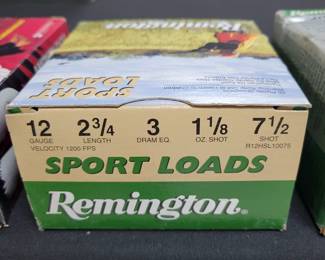 Remington
SPORT
LOADS
12 2 3/4 3 1 1/8 7 1/2
GAUGE LENGTH DRAM EQ. OZ. SHOT SHOT
VELOCITY 1200 FPS R12HSL10075
SPORT LOADS
Remington®